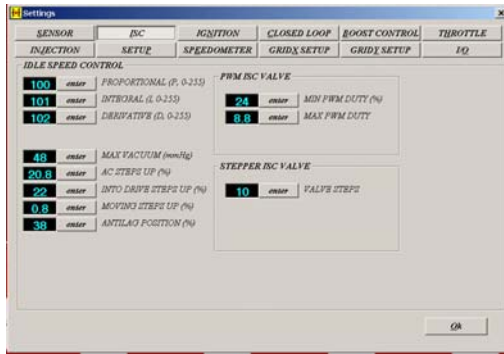 Settings
SENSOR ISC IGNITION CLOSED LOOP BOOST CONTROL THROTTLE
INJECTION SETUP SPEEDOMETER GRIDX SETUP GRIDY SETUP I/O
IDLE SPEED CONTROL
100 enter PROPORTIONAL (P, 0-255)
101 enter INTEGRAL (I, 0-255)
102 enter DERIVATIVE (D, 0-255)
48 enter MAX VACUUM (mmHg)
20.8 enter AC STEPS UP (%)
22 enter INTO DRIVE STEPS UP (%)
0.8 enter MOVING STEPS UP (%)
38 enter ANTILAG POSITION (%)
PWM ISC VALVE
24 enter MIN PWM DUTY (%)
8.8 enter MAX PWM DUTY
STEPPER ISC VALVE
10 enter VALVE STEPS
Ok